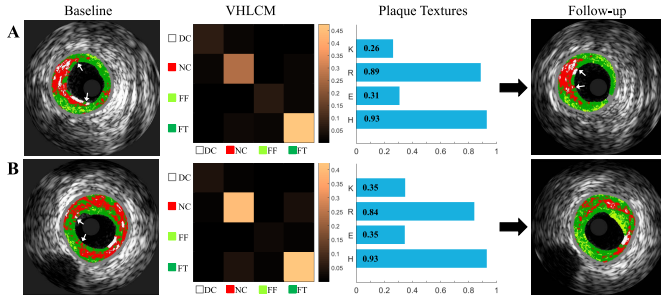 Baseline VHLCM Plaque Textures Follow-up
A
DC
NC
FF
FT
DC NC FF FT
0.45
0.4
0.35
0.3
0.25
0.2
0.15
0.1
0.05
K 0.26
R 0.89
E 0.31
H 0.93
0 0.2 0.4 0.6 0.8 1
B
DC
NC
FF
FT
DC NC FF FT
0.4
0.35
0.3
0.25
0.2
0.15
0.1
0.05
K 0.35
R 0.84
E 0.35
H 0.93
0 0.2 0.4 0.6 0.8 1